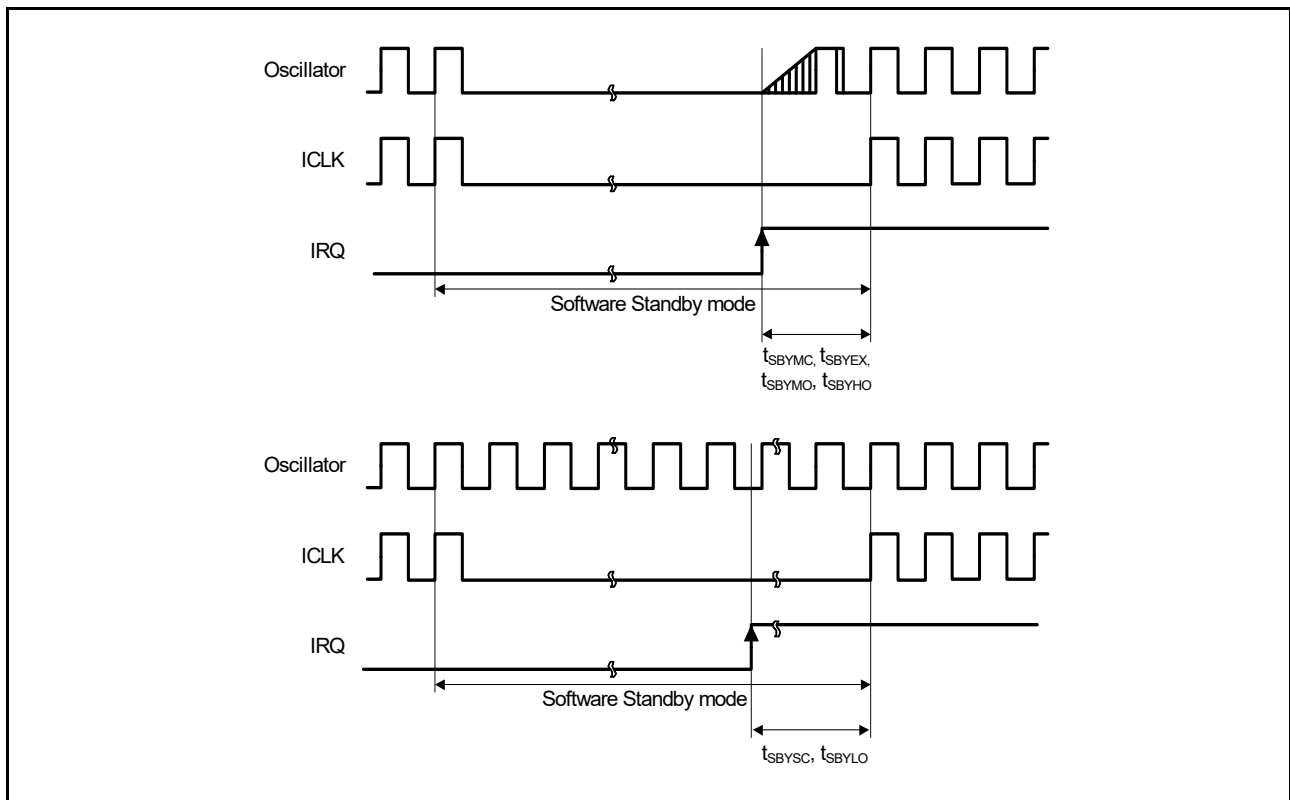 Oscillator
ICLK
IRQ
Software Standby mode
tSBYMC, tSBYEX,
tSBYMO, tSBYHO
Oscillator
ICLK
IRQ
Software Standby mode
tSBYSC, tSBYLO